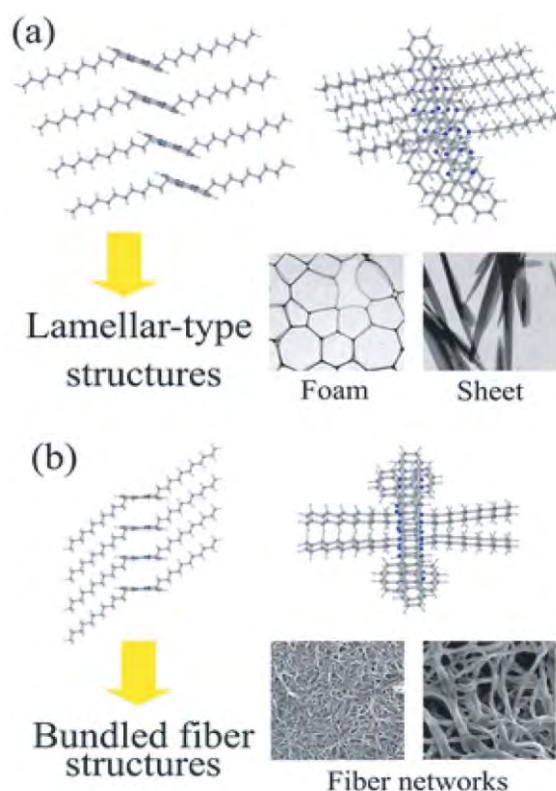 (a)
Lamellar-type
structures
Foam
Sheet
(b)
Bundled fiber
structures
Fiber networks